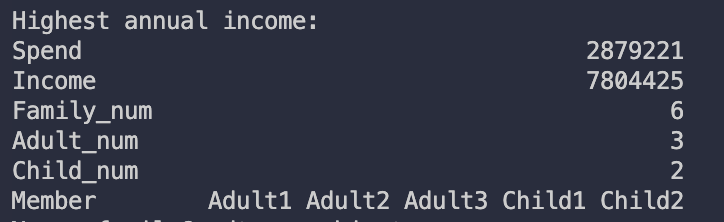 Highest annual income:
Spend 2879221
Income 7804425
Family_num 6
Adult_num 3
Child_num 2
Member Adult1 Adult2 Adult3 Child1 Child2